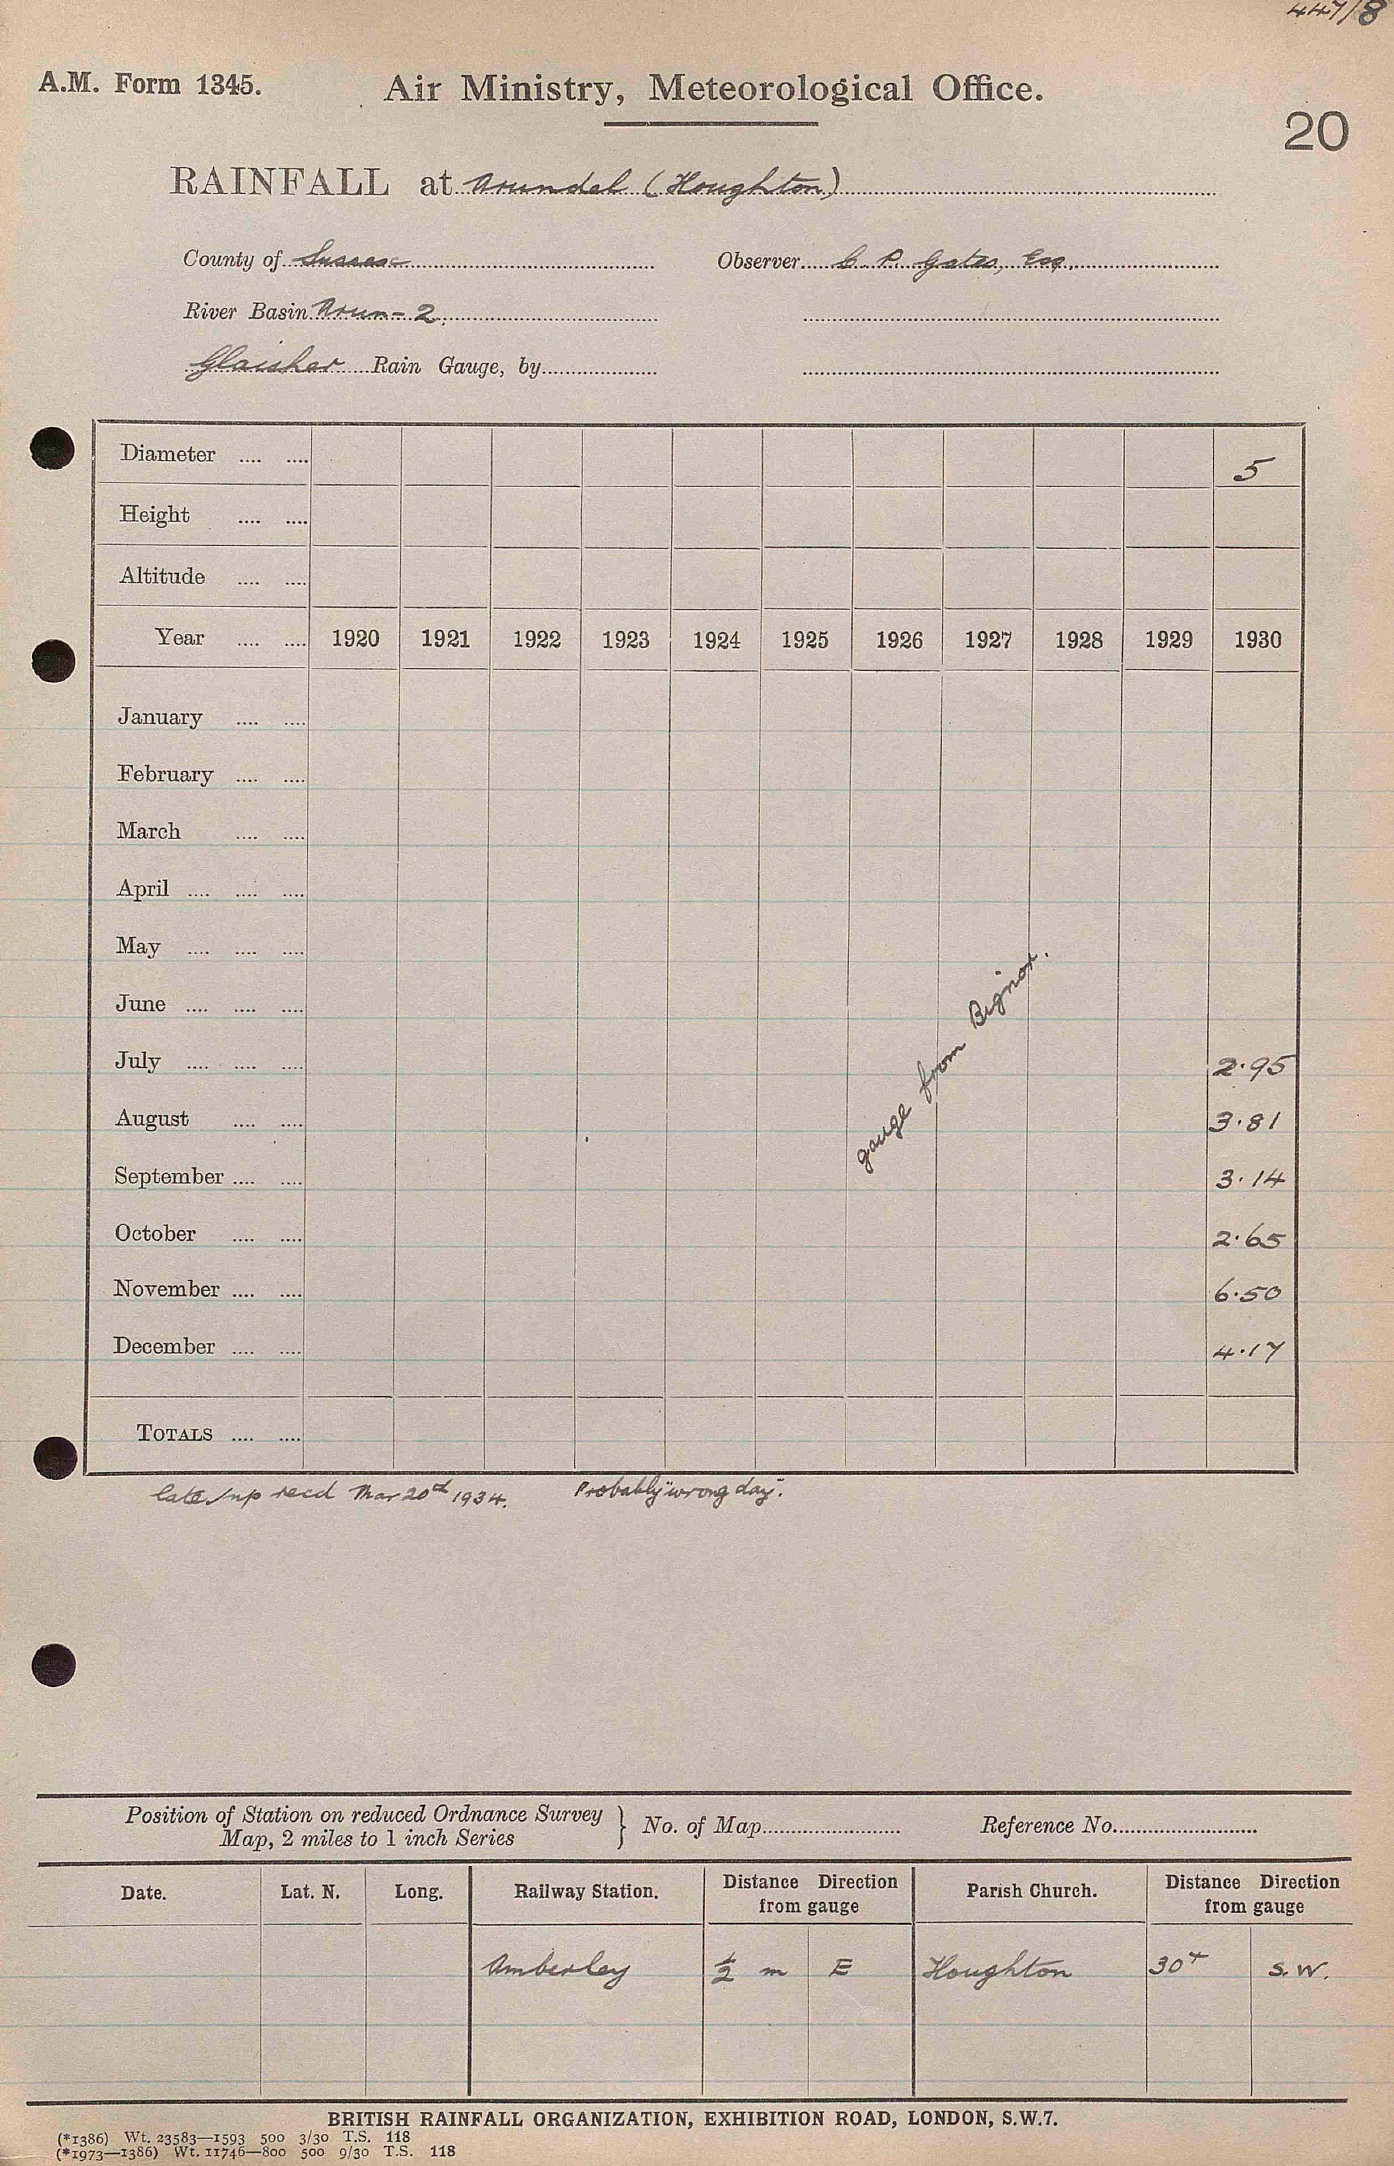 447/8
A.M. Form 1345. Air Ministry, Meteorological Office.
20
RAINFALL at Arundel (Houghton)
County of Sussex Observer C. P. Gates, Esq.
River Basin Arun - 2.
Glaisher Rain Gauge, by
Diameter .... .... 5
Height .... ....
Altitude .... ....
Year .... .... 1920 1921 1922 1923 1924 1925 1926 1927 1928 1929 1930
January .... ....
February .... ....
March .... ....
April .... .... ....
May .... .... ....
June .... .... ....
gauge from Bignor.
July .... .... .... 2.95
August .... .... 3.81
September .... .... 3.14
October .... .... 2.65
November .... .... 6.50
December .... .... 4.17
TOTALS .... ....
late recd Mar 20th 1934. Probably "wrong day".
Position of Station on reduced Ordnance Survey
Map, 2 miles to 1 inch Series } No. of Map Reference No.
Date. Lat. N. Long. Railway Station. Distance Direction from gauge Parish Church. Distance Direction from gauge
Amberley ½ m E Houghton 30 S.W.
BRITISH RAINFALL ORGANIZATION, EXHIBITION ROAD, LONDON, S.W.7.
(*1386) Wt. 23583—1593 500 3/30 T.S. 118
(*1973—1386) Wt. 11746—800 500 9/30 T.S. 118